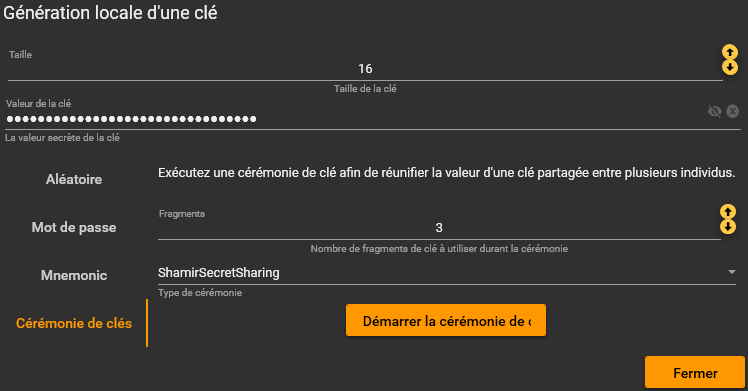 Génération locale d'une clé
Taille
16
Taille de la clé
Valeur de la clé
●●●●●●●●●●●●●●●●●●●●●●●●●●●●●●●●
La valeur secrète de la clé
Aléatoire
Exécutez une cérémonie de clé afin de réunifier la valeur d'une clé partagée entre plusieurs individus.
Mot de passe
Fragments
3
Nombre de fragments de clé à utiliser durant la cérémonie
Mnemonic
ShamirSecretSharing
Type de cérémonie
Cérémonie de clés
Démarrer la cérémonie de
Fermer